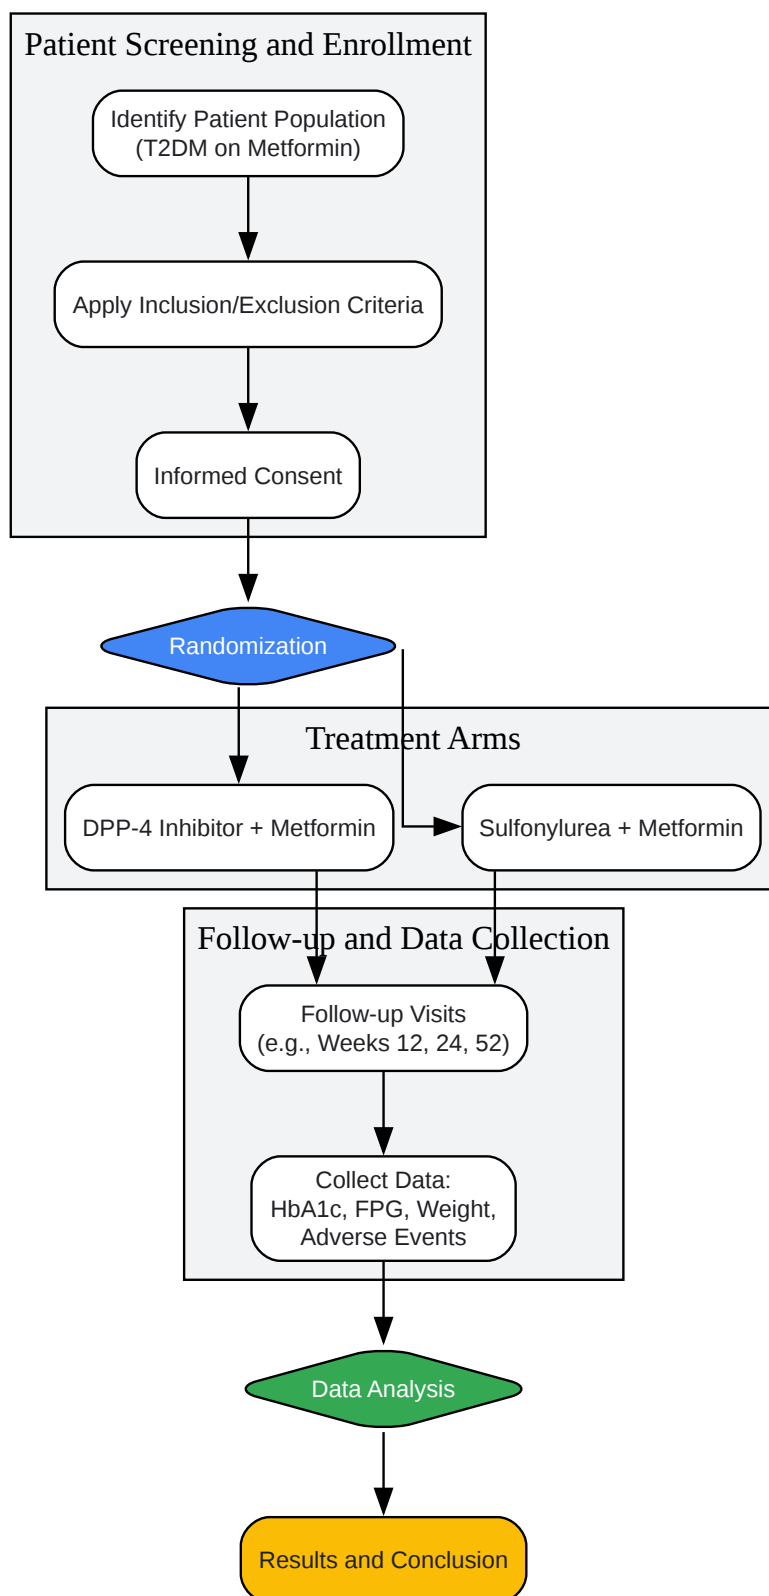 Patient Screening and Enrollment
Identify Patient Population
(T2DM on Metformin)
Apply Inclusion/Exclusion Criteria
Informed Consent
Randomization
Treatment Arms
DPP-4 Inhibitor + Metformin
Sulfonylurea + Metformin
Follow-up and Data Collection
Follow-up Visits
(e.g., Weeks 12, 24, 52)
Collect Data:
HbA1c, FPG, Weight,
Adverse Events
Data Analysis
Results and Conclusion